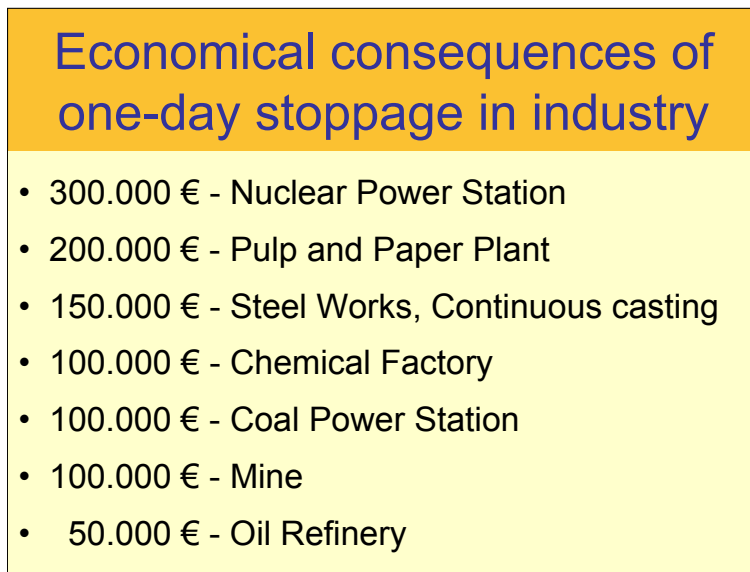 Economical consequences of
one-day stoppage in industry
• 300.000 € - Nuclear Power Station
• 200.000 € - Pulp and Paper Plant
• 150.000 € - Steel Works, Continuous casting
• 100.000 € - Chemical Factory
• 100.000 € - Coal Power Station
• 100.000 € - Mine
• 50.000 € - Oil Refinery